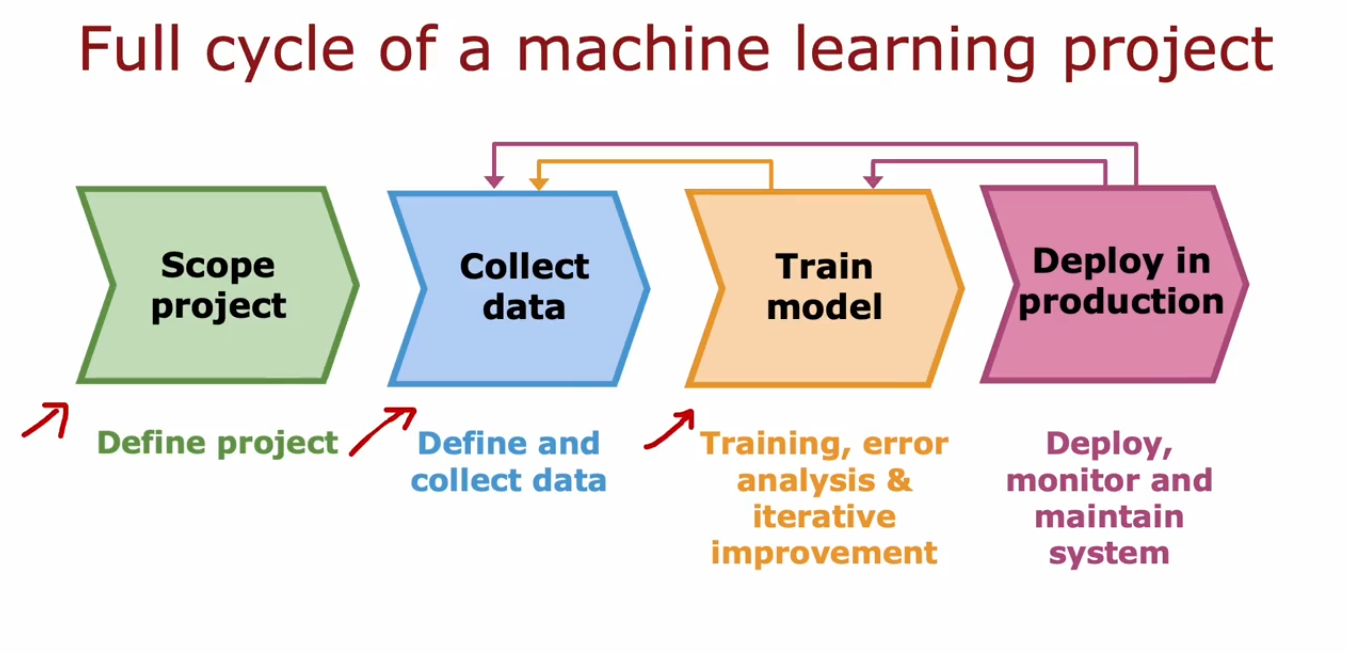 Full cycle of a machine learning project
Scope
project
Collect
data
Train
model
Deploy in
production
Define project
Define and
collect data
Training, error
analysis &
iterative
improvement
Deploy,
monitor and
maintain
system